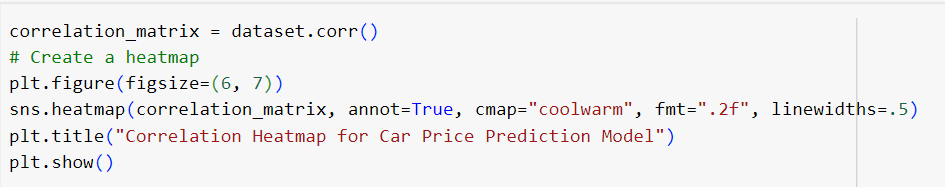 correlation_matrix = dataset.corr()
# Create a heatmap
plt.figure(figsize=(6, 7))
sns.heatmap(correlation_matrix, annot=True, cmap="coolwarm", fmt=".2f", linewidths=.5)
plt.title("Correlation Heatmap for Car Price Prediction Model")
plt.show()